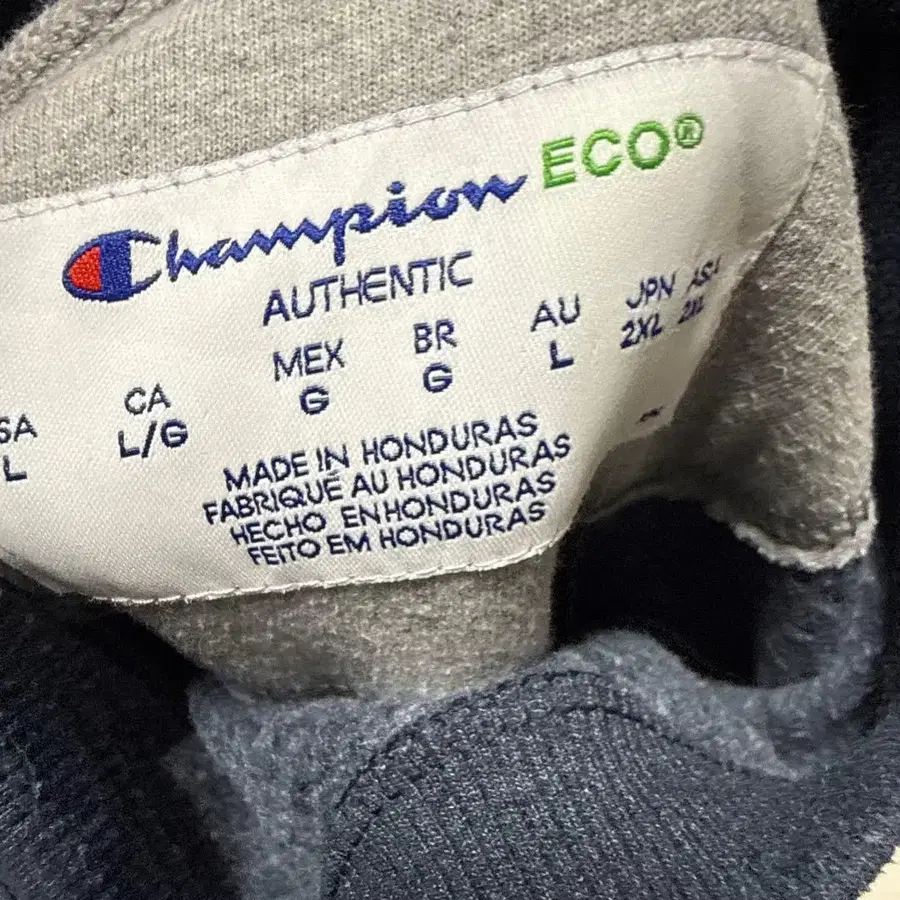 Champion ECO®
AUTHENTIC
SA CA MEX BR AU JPN ASI
L L/G G G L 2XL 2XL
MADE IN HONDURAS
FABRIQUÉ AU HONDURAS
HECHO EN HONDURAS
FEITO EM HONDURAS